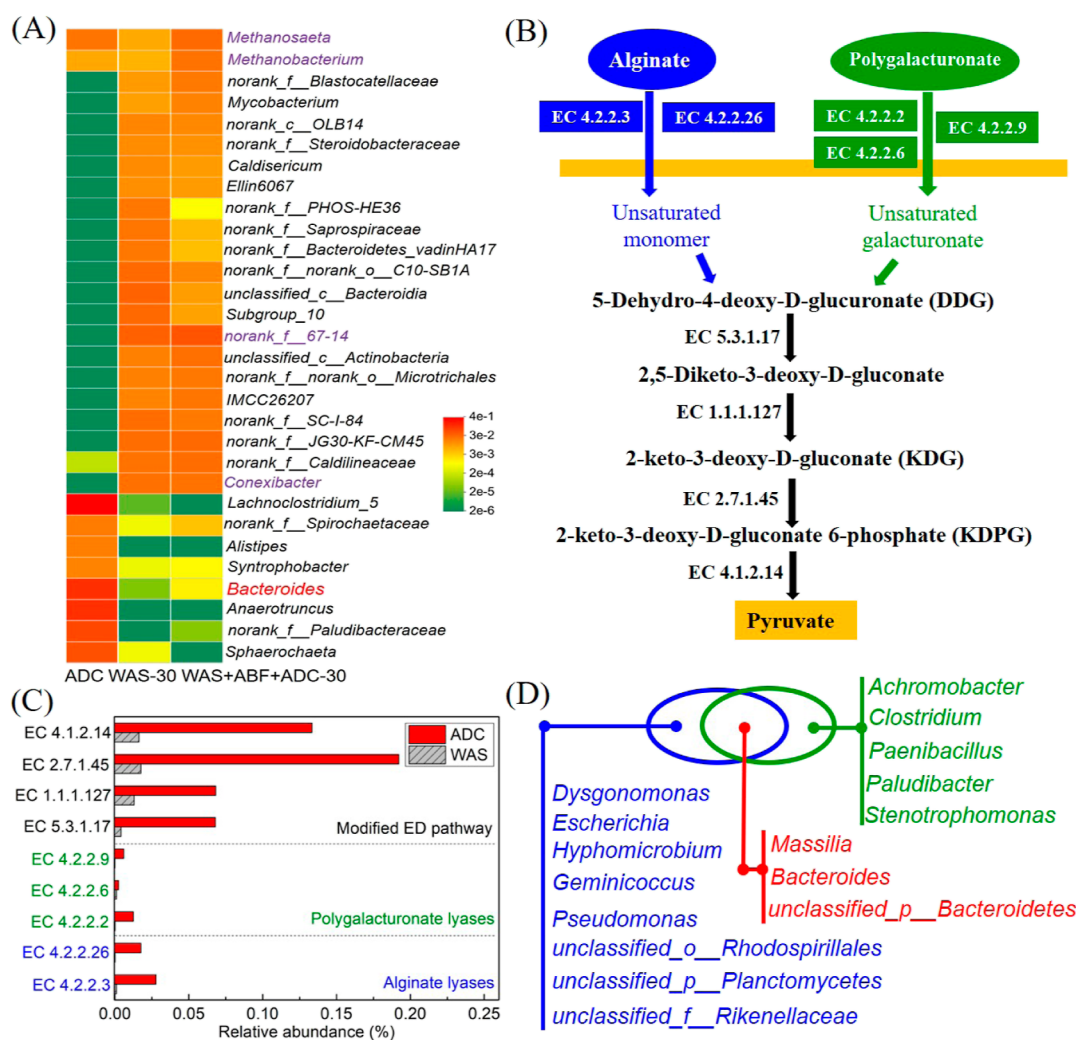 (A)
Methanosaeta
Methanobacterium
norank_f__Blastocatellaceae
Mycobacterium
norank_c__OLB14
norank_f__Steroidobacteraceae
Caldisericum
Ellin6067
norank_f__PHOS-HE36
norank_f__Saprospiraceae
norank_f__Bacteroidetes_vadinHA17
norank_f__norank_o__C10-SB1A
unclassified_c__Bacteroidia
Subgroup_10
norank_f__67-14
unclassified_c__Actinobacteria
norank_f__norank_o__Microtrichales
IMCC26207
norank_f__SC-I-84
norank_f__JG30-KF-CM45
norank_f__Caldilineaceae
Conexibacter
Lachnoclostridium_5
norank_f__Spirochaetaceae
Alistipes
Syntrophobacter
Bacteroides
Anaerotruncus
norank_f__Paludibacteraceae
Sphaerochaeta
4e-1
3e-2
2e-4
2e-5
2e-6
ADC WAS-30 WAS+ABF+ADC-30
(B)
Alginate
Polygalacturonate
EC 4.2.2.3
EC 4.2.2.26
EC 4.2.2.2
EC 4.2.2.9
EC 4.2.2.6
Unsaturated
monomer
Unsaturated
galacturonate
5-Dehydro-4-deoxy-D-glucuronate (DDG)
EC 5.3.1.17
2,5-Diketo-3-deoxy-D-gluconate
EC 1.1.1.127
2-keto-3-deoxy-D-gluconate (KDG)
EC 2.7.1.45
2-keto-3-deoxy-D-gluconate 6-phosphate (KDPG)
EC 4.1.2.14
Pyruvate
(C)
EC 4.1.2.14
EC 2.7.1.45
EC 1.1.1.127
EC 5.3.1.17
EC 4.2.2.9
EC 4.2.2.6
EC 4.2.2.2
EC 4.2.2.26
EC 4.2.2.3
ADC
WAS
Modified ED pathway
Polygalacturonate lyases
Alginate lyases
0.00 0.05 0.10 0.15 0.20 0.25
Relative abundance (%)
(D)
Achromobacter
Clostridium
Paenibacillus
Paludibacter
Stenotrophomonas
Dysgonomonas
Escherichia
Hyphomicrobium
Geminicoccus
Pseudomonas
unclassified_o__Rhodospirillales
unclassified_p__Planctomycetes
unclassified_f__Rikenellaceae
Massilia
Bacteroides
unclassified_p__Bacteroidetes